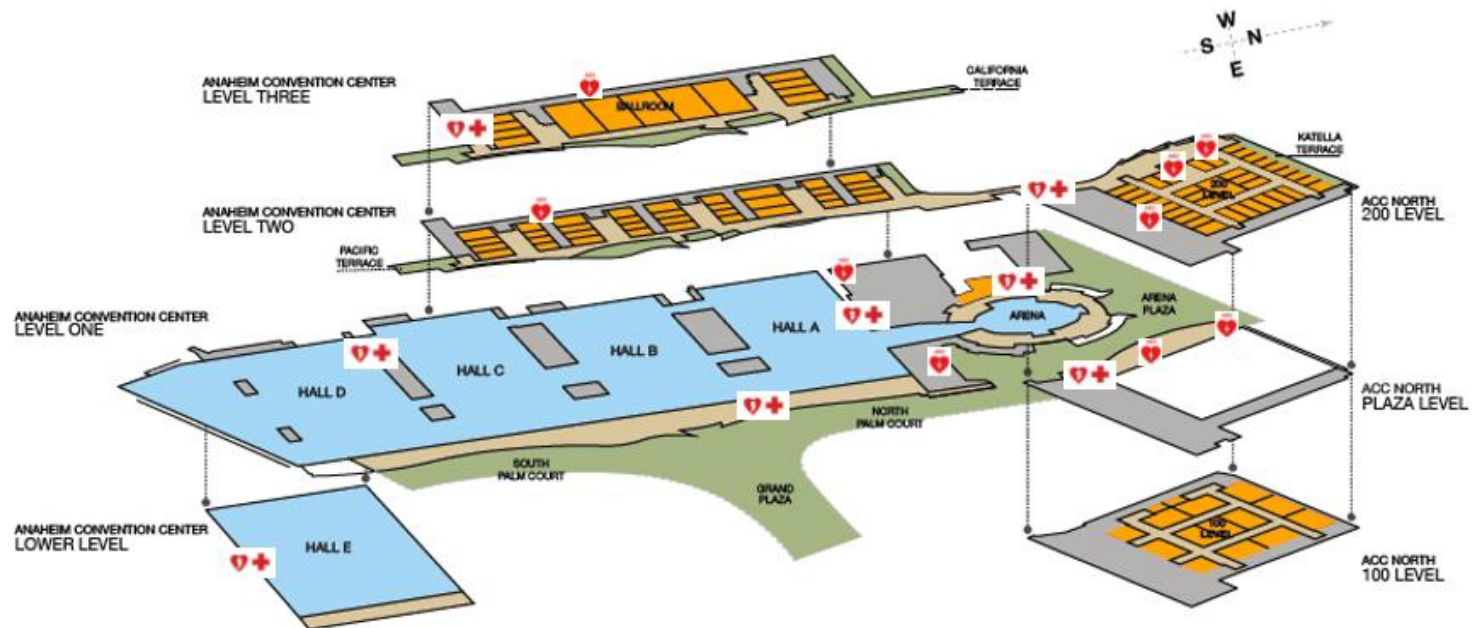 W
S N
E
ANAHEIM CONVENTION CENTER
LEVEL THREE
CALIFORNIA
TERRACE
BALLROOM
KATELLA
TERRACE
200
LEVEL
ACC NORTH
200 LEVEL
ANAHEIM CONVENTION CENTER
LEVEL TWO
PACIFIC
TERRACE
ANAHEIM CONVENTION CENTER
LEVEL ONE
HALL A
HALL B
HALL C
HALL D
ARENA
ARENA
PLAZA
ACC NORTH
PLAZA LEVEL
NORTH
PALM COURT
SOUTH
PALM COURT
GRAND
PLAZA
ANAHEIM CONVENTION CENTER
LOWER LEVEL
HALL E
100
LEVEL
ACC NORTH
100 LEVEL